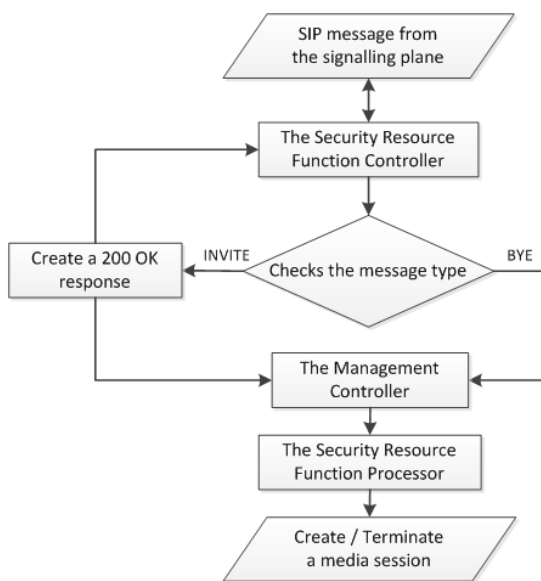 SIP message from
the signalling plane
The Security Resource
Function Controller
Create a 200 OK
response
INVITE
Checks the message type
BYE
The Management
Controller
The Security Resource
Function Processor
Create / Terminate
a media session